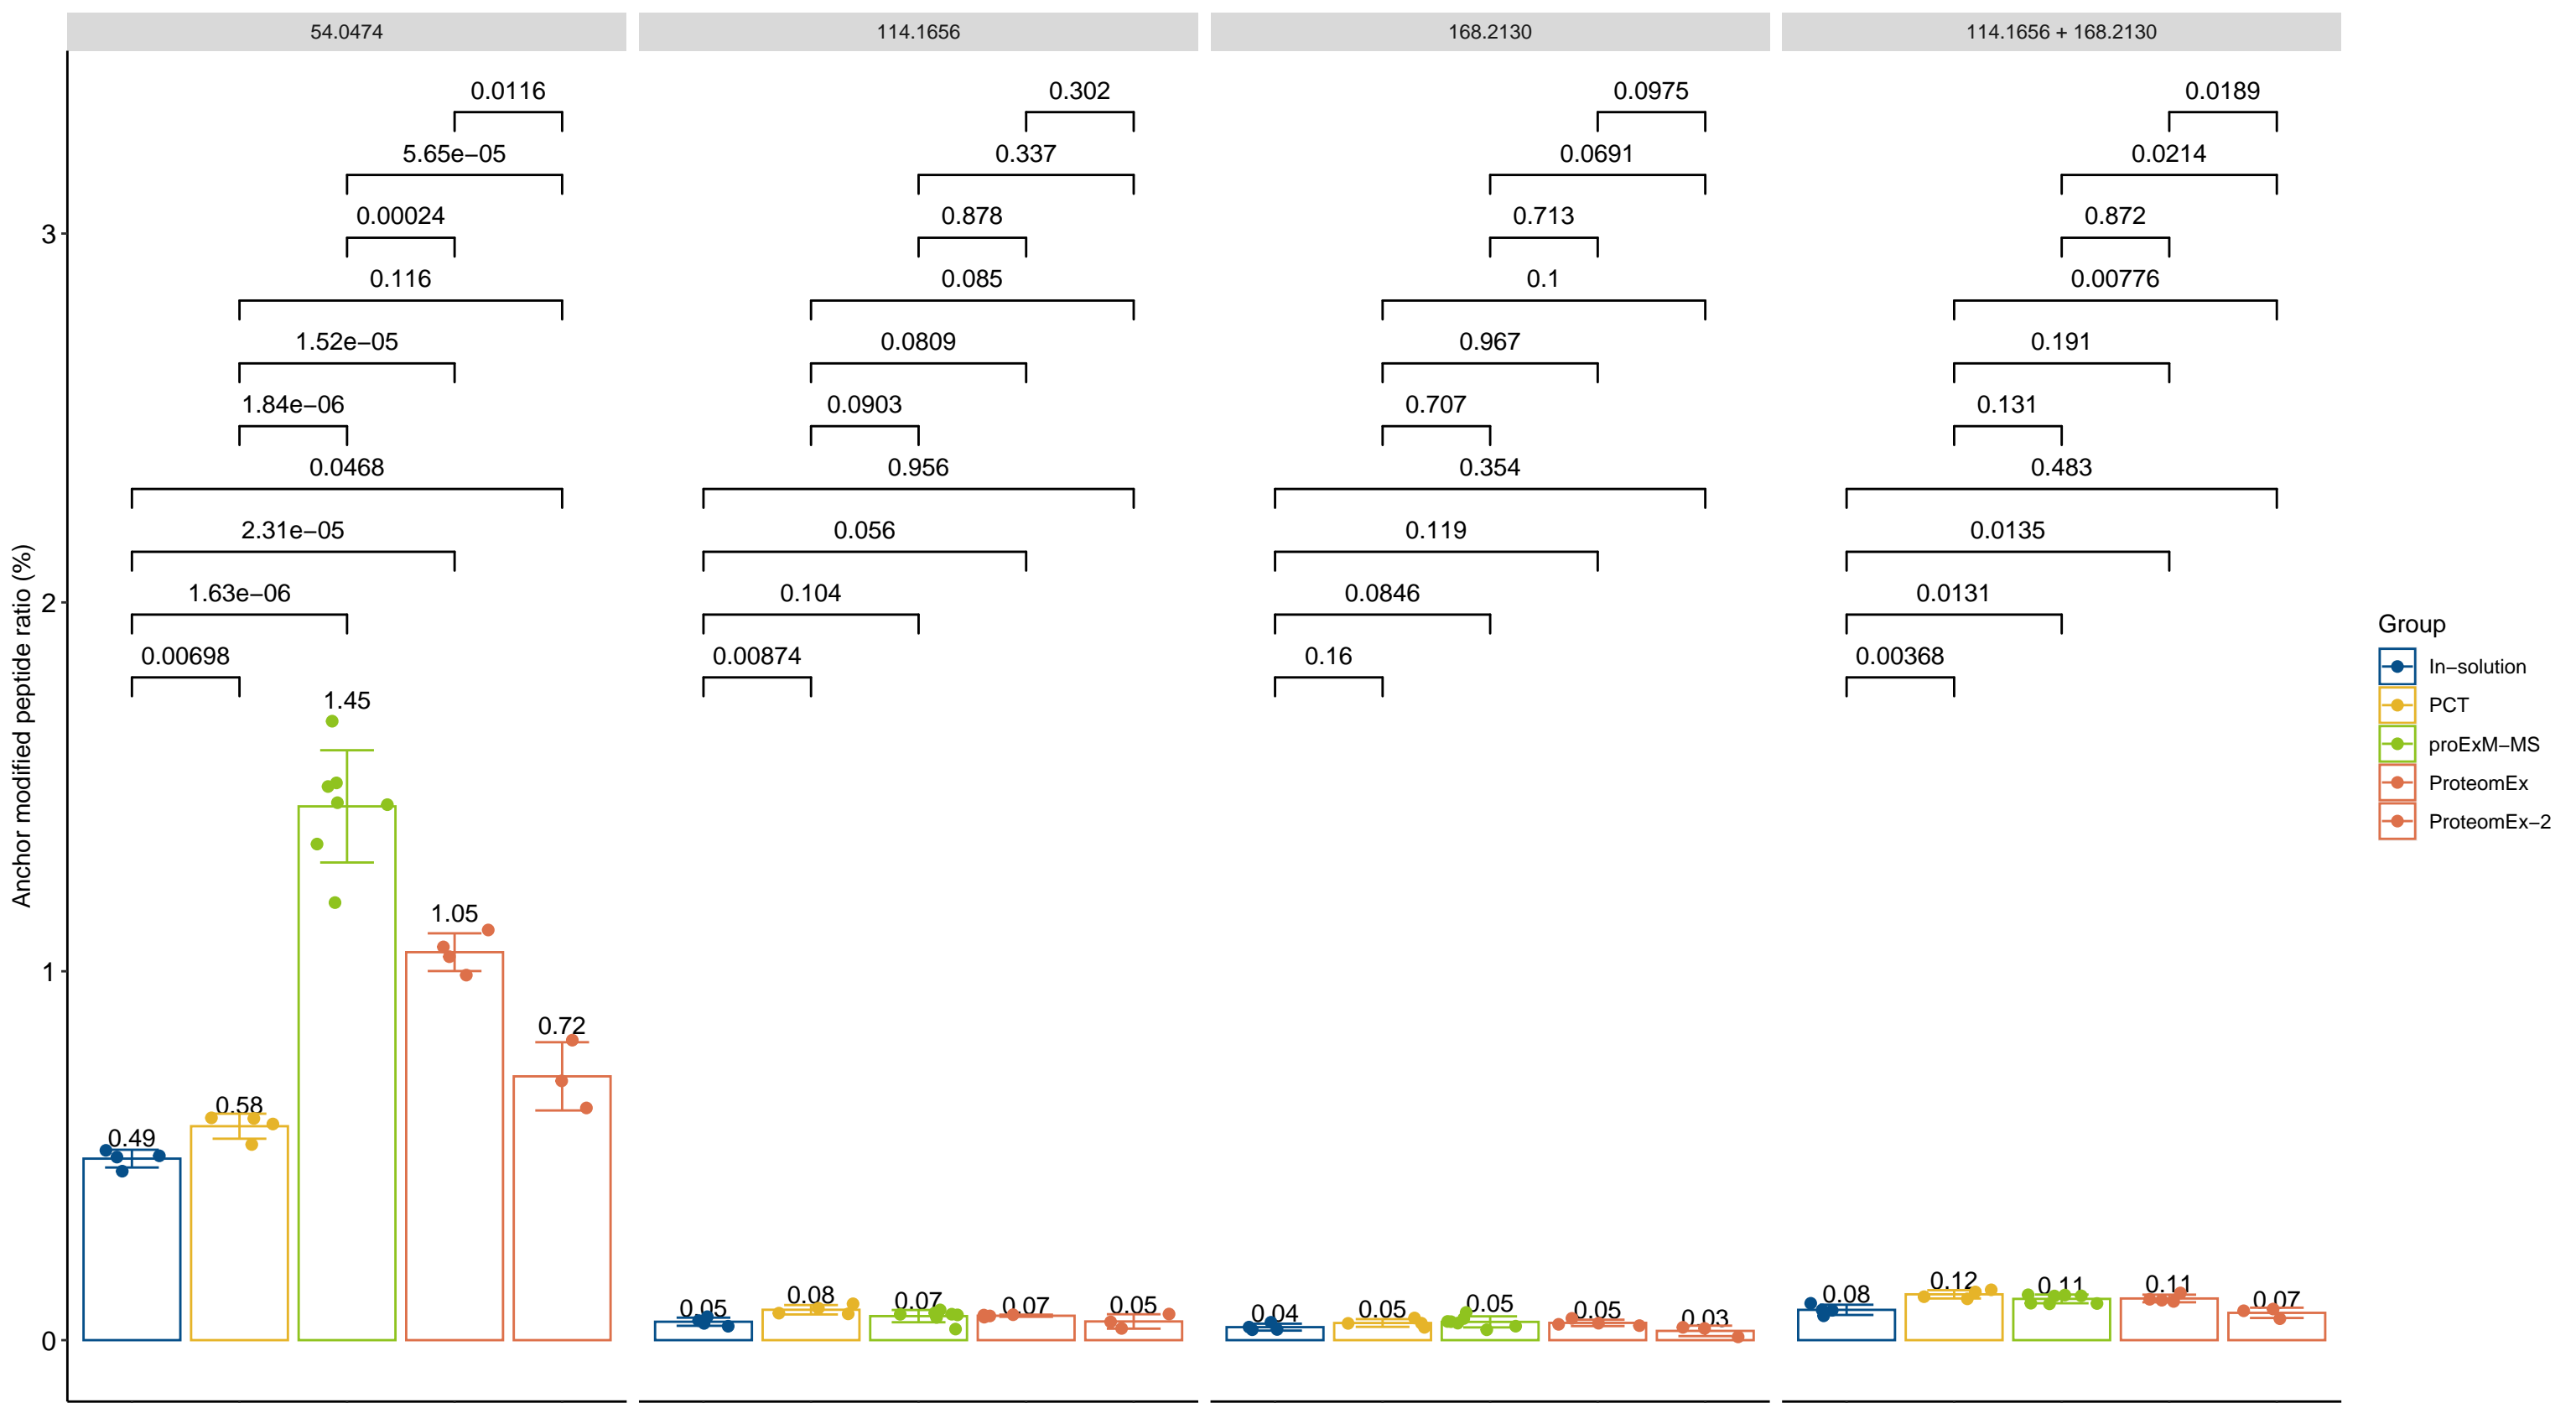 54.0474 114.1656 168.2130 114.1656 + 168.2130
0.0116 0.302 0.0975 0.0189
5.65e−05 0.337 0.0691 0.0214
0.00024 0.878 0.713 0.872
3
0.116 0.085 0.1 0.00776
1.52e−05 0.0809 0.967 0.191
1.84e−06 0.0903 0.707 0.131
0.0468 0.956 0.354 0.483
2.31e−05 0.056 0.119 0.0135
1.63e−06 0.104 0.0846 0.0131
2
0.00698 0.00874 0.16 0.00368
1.45
1.05
1
0.72
0.58
0.49
0.05 0.08 0.07 0.07 0.05 0.04 0.05 0.05 0.05 0.03 0.08 0.12 0.11 0.11 0.07
0
Anchor modified peptide ratio (%)
Group
In−solution
PCT
proExM−MS
ProteomEx
ProteomEx−2